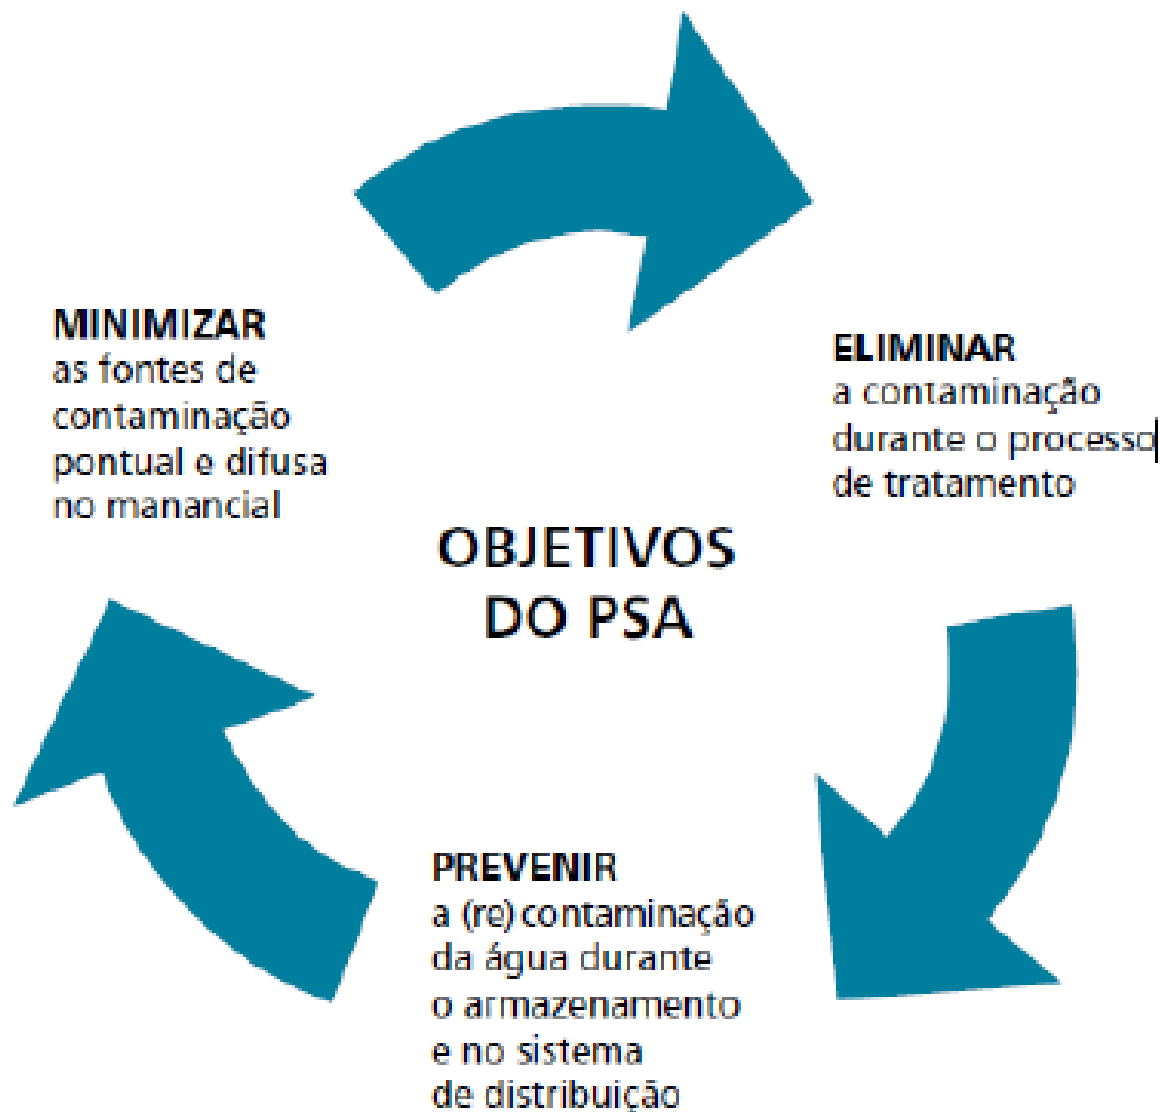 MINIMIZAR
as fontes de
contaminação
pontual e difusa
no manancial
ELIMINAR
a contaminação
durante o processo
de tratamento
OBJETIVOS
DO PSA
PREVENIR
a (re)contaminação
da água durante
o armazenamento
e no sistema
de distribuição